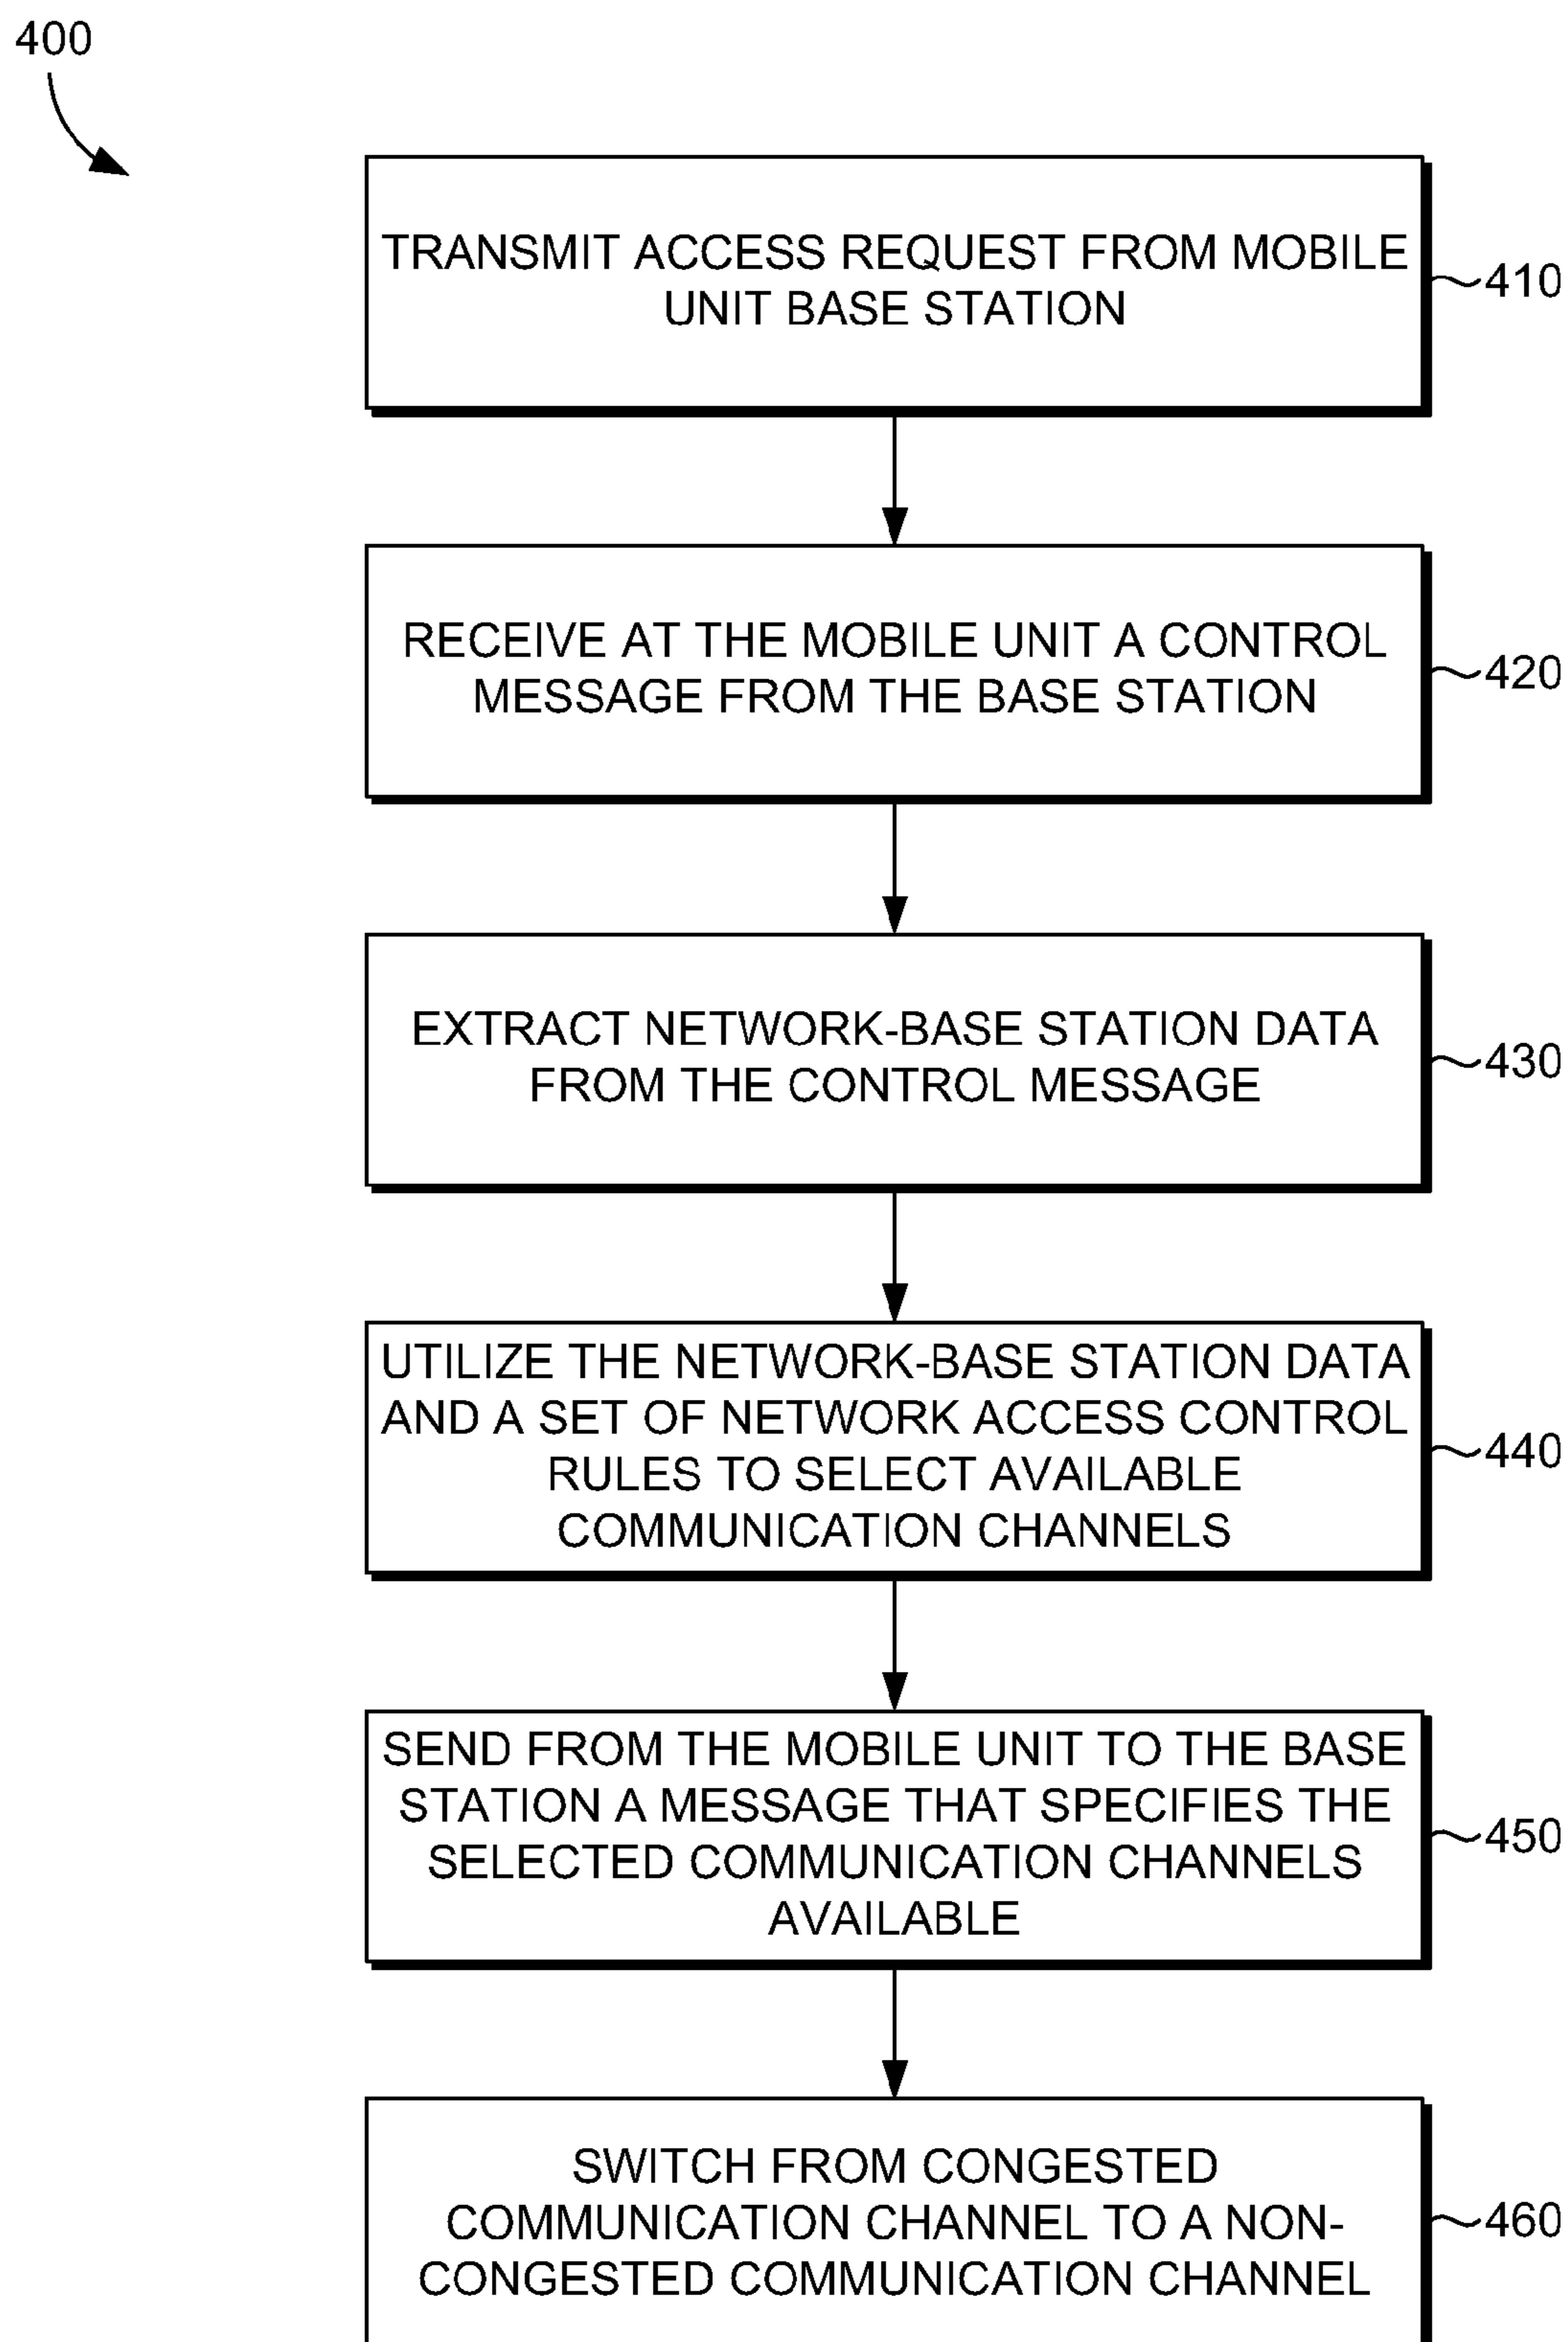 400
TRANSMIT ACCESS REQUEST FROM MOBILE
UNIT BASE STATION
410
RECEIVE AT THE MOBILE UNIT A CONTROL
MESSAGE FROM THE BASE STATION
420
EXTRACT NETWORK-BASE STATION DATA
FROM THE CONTROL MESSAGE
430
UTILIZE THE NETWORK-BASE STATION DATA
AND A SET OF NETWORK ACCESS CONTROL
RULES TO SELECT AVAILABLE
COMMUNICATION CHANNELS
440
SEND FROM THE MOBILE UNIT TO THE BASE
STATION A MESSAGE THAT SPECIFIES THE
SELECTED COMMUNICATION CHANNELS
AVAILABLE
450
SWITCH FROM CONGESTED
COMMUNICATION CHANNEL TO A NON-
CONGESTED COMMUNICATION CHANNEL
460